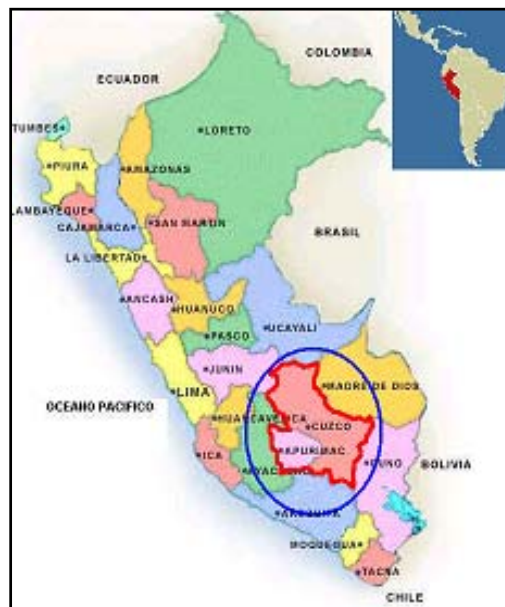 COLOMBIA
ECUADOR
TUMBES
LORETO
PIURA
AMAZONAS
LAMBAYEQUE
SAN MARTIN
CAJAMARCA
BRASIL
LA LIBERTAD
ANCASH
HUANUCO
UCAYALI
PASCO
JUNIN
MADRE DE DIOS
LIMA
OCEANO PACIFICO
HUANCAVELICA
CUZCO
APURIMAC
ICA
AYACUCHO
PUNO
BOLIVIA
AREQUIPA
MOQUEGUA
TACNA
CHILE